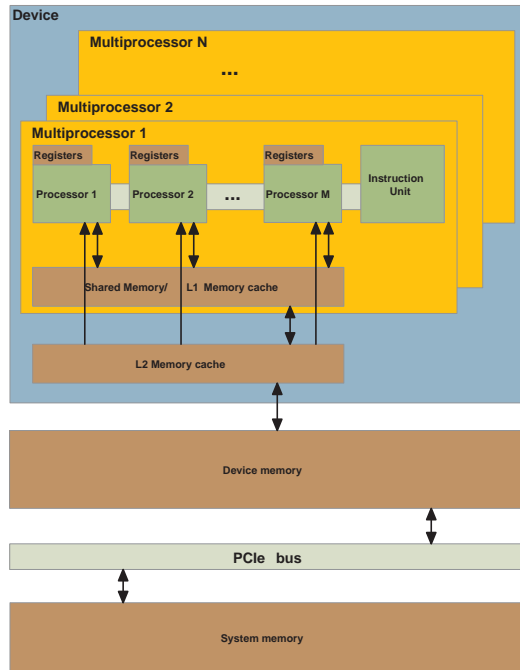 Device
Multiprocessor N
...
Multiprocessor 2
Multiprocessor 1
Registers Registers Registers
Processor 1 Processor 2 ... Processor M Instruction Unit
Shared Memory/ L1 Memory cache
L2 Memory cache
Device memory
PCIe bus
System memory